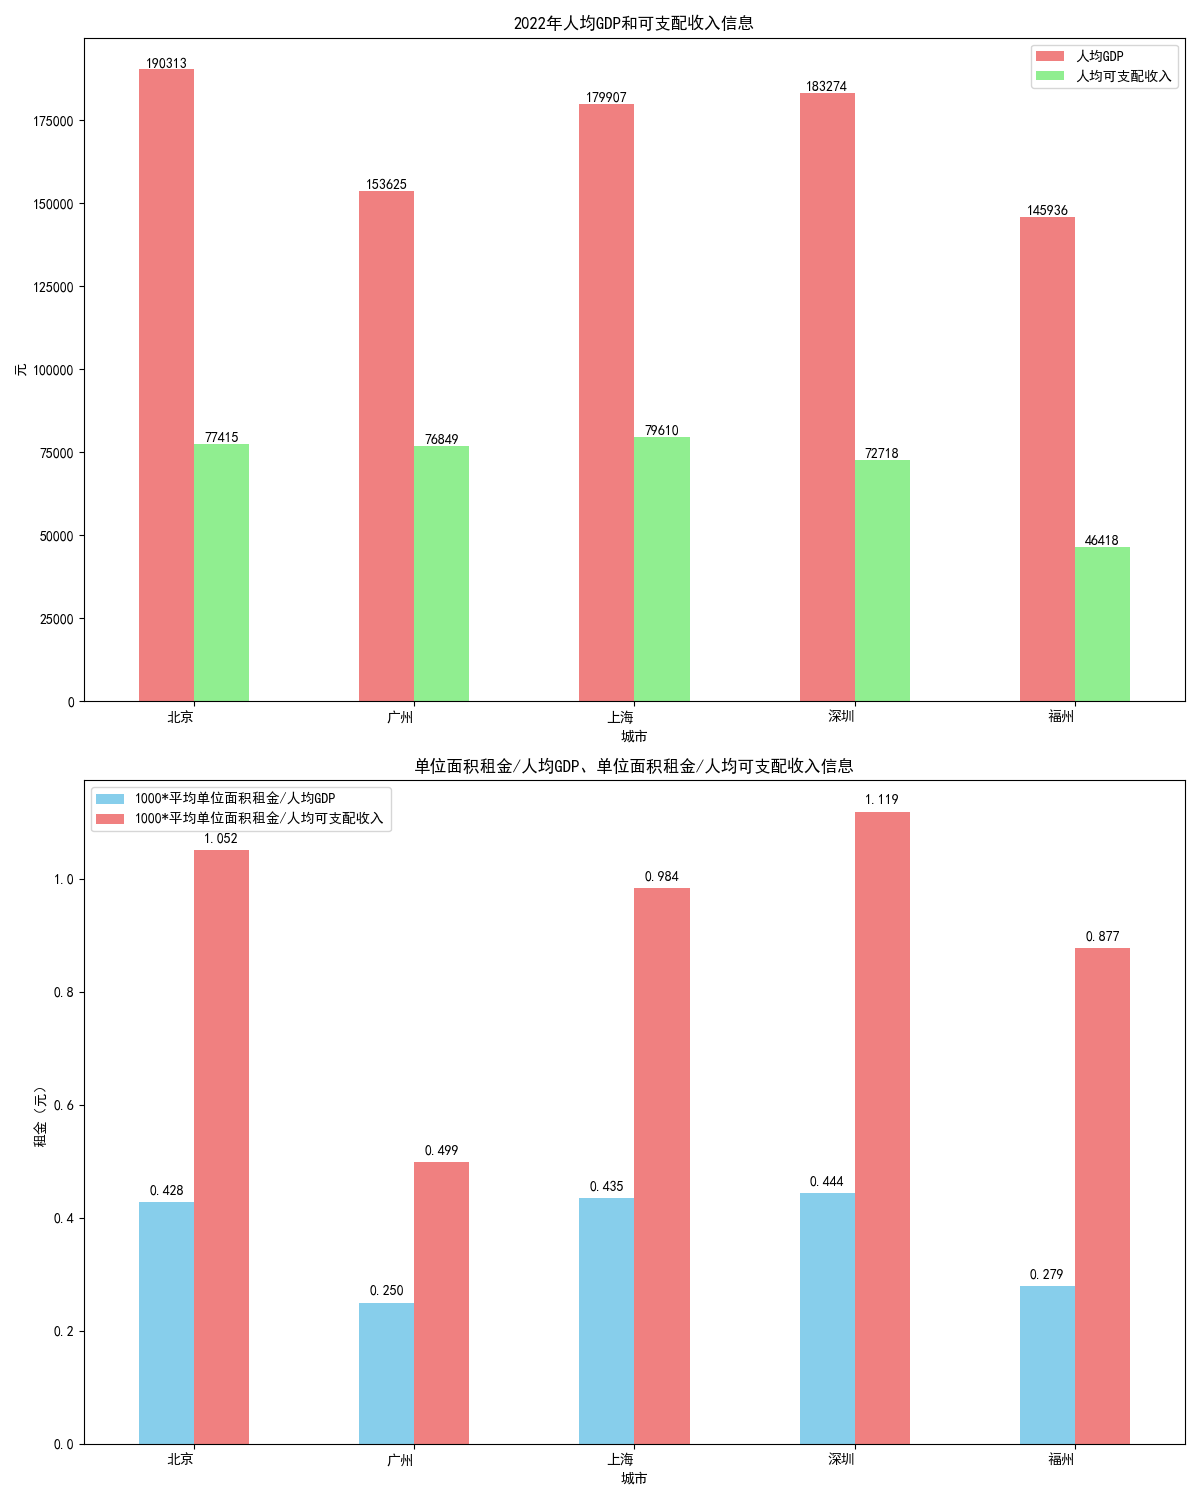 2022年人均GDP和可支配收入信息
人均GDP
人均可支配收入
元
175000
150000
125000
100000
75000
50000
25000
0
190313
77415
153625
76849
179907
79610
183274
72718
145936
46418
北京
广州
上海
深圳
福州
城市
单位面积租金/人均GDP、单位面积租金/人均可支配收入信息
1000*平均单位面积租金/人均GDP
1000*平均单位面积租金/人均可支配收入
租金（元）
1.0
0.8
0.6
0.4
0.2
0.0
0.428
1.052
0.250
0.499
0.435
0.984
0.444
1.119
0.279
0.877
北京
广州
上海
深圳
福州
城市